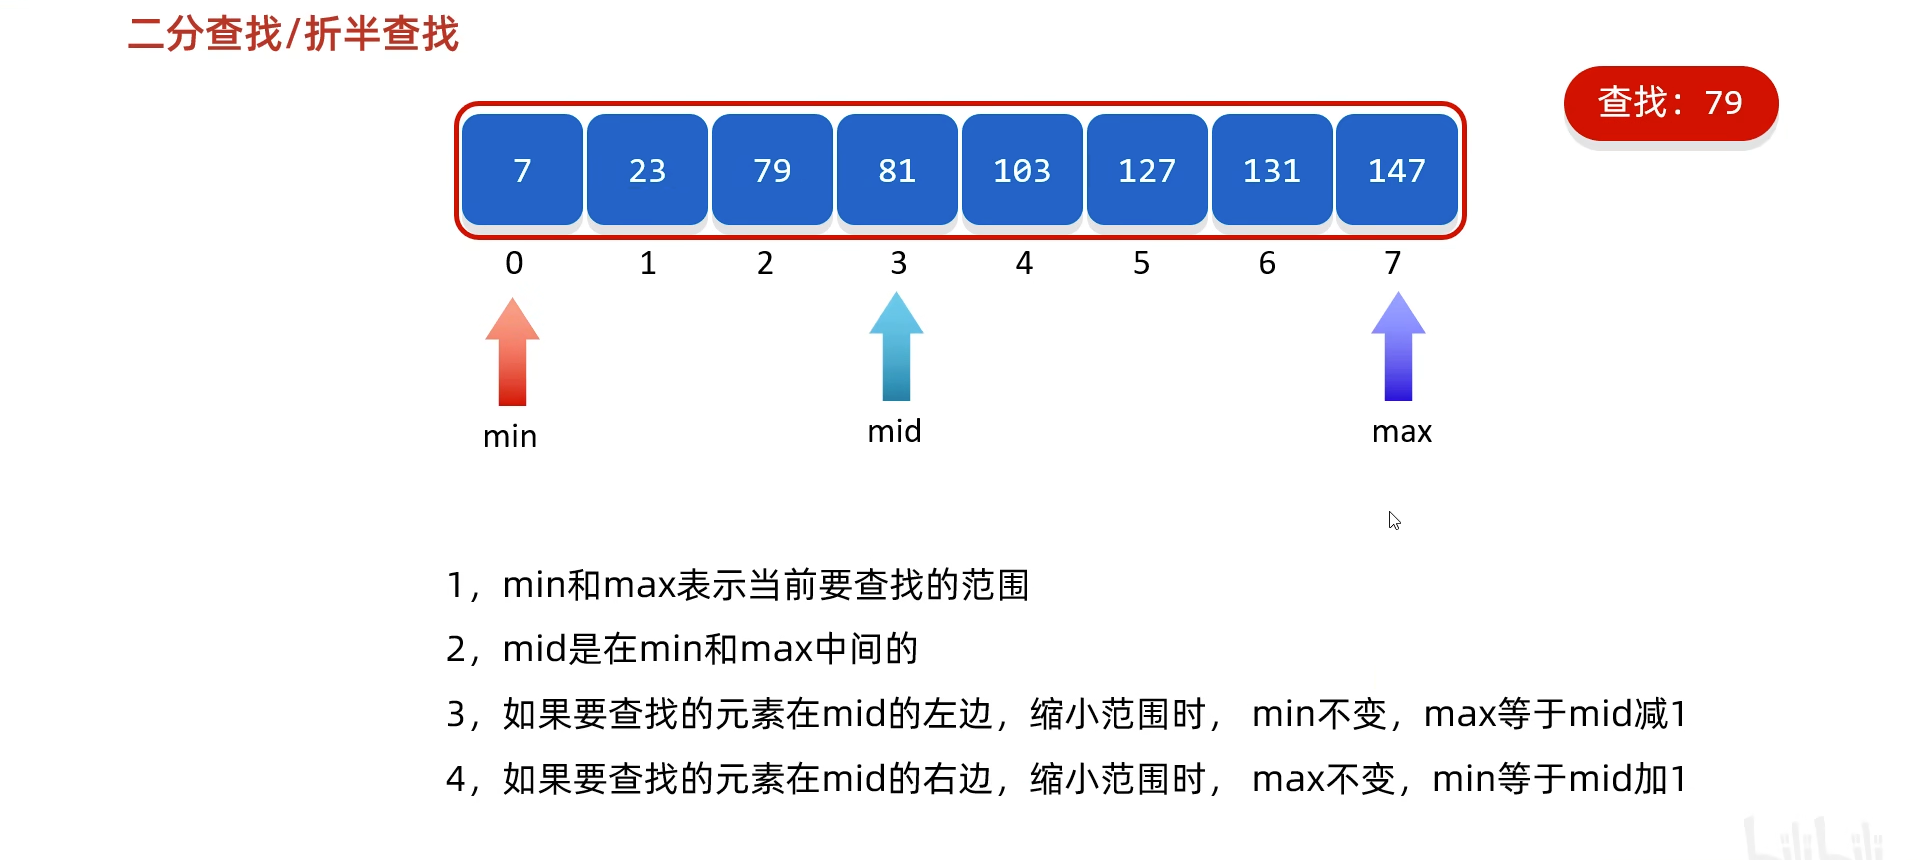 二分查找/折半查找
查找：79
7 23 79 81 103 127 131 147
0 1 2 3 4 5 6 7
min mid max
1，min和max表示当前要查找的范围
2，mid是在min和max中间的
3，如果要查找的元素在mid的左边，缩小范围时， min不变，max等于mid减1
4，如果要查找的元素在mid的右边，缩小范围时， max不变，min等于mid加1
bilibili